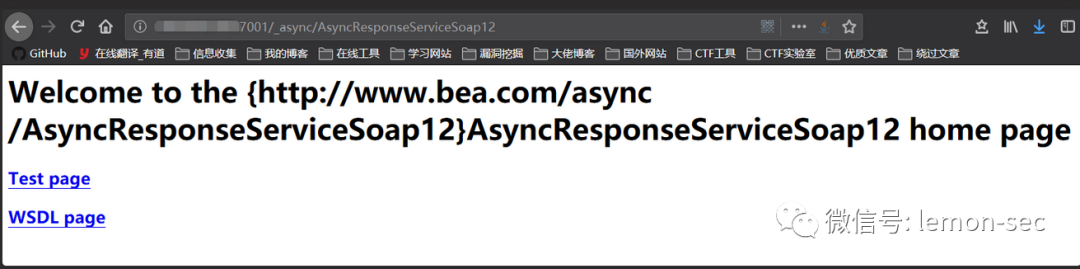 7001/_async/AsyncResponseServiceSoap12
GitHub 在线翻译_有道 信息收集 我的博客 在线工具 学习网站 漏洞挖掘 大佬博客 国外网站 CTF工具 CTF实验室 优质文章 绕过文章
Welcome to the {http://www.bea.com/async
/AsyncResponseServiceSoap12}AsyncResponseServiceSoap12 home page
Test page
WSDL page
微信号: lemon-sec